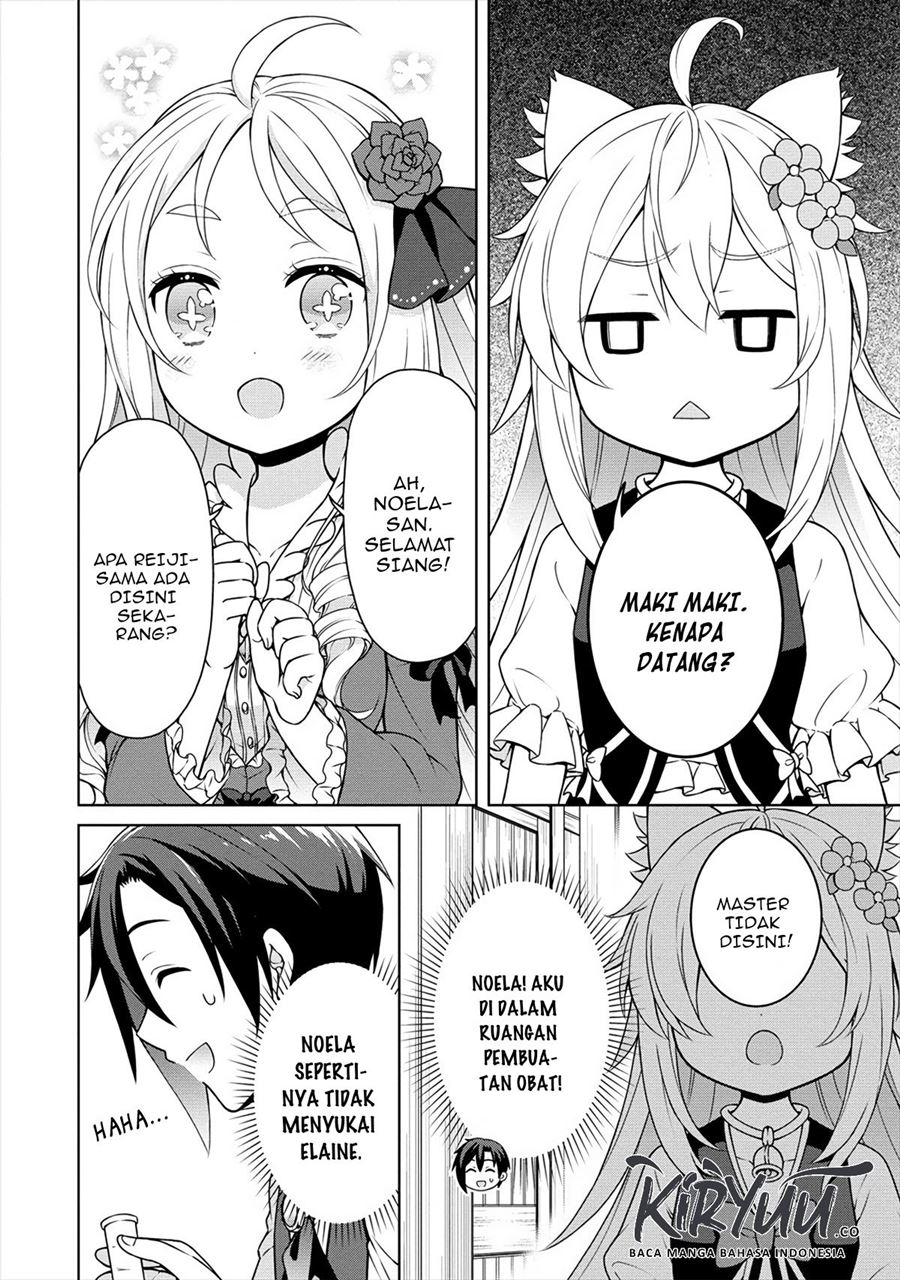 MAKI MAKI.
KENAPA
DATANG?
AH,
NOELA-
SAN.
SELAMAT
SIANG!
APA REIJI-
SAMA ADA
DISINI
SEKA-
RANG?
MASTER
TIDAK
DISINI!
NOELA! AKU
DI DALAM
RUANGAN
PEMBUA-
TAN OBAT!
NOELA
SEPERTI-
NYA TIDAK
MENYUKAI
ELAINE.
HAHA...
KIRYUU.CO
BACA MANGA BAHASA INDONESIA